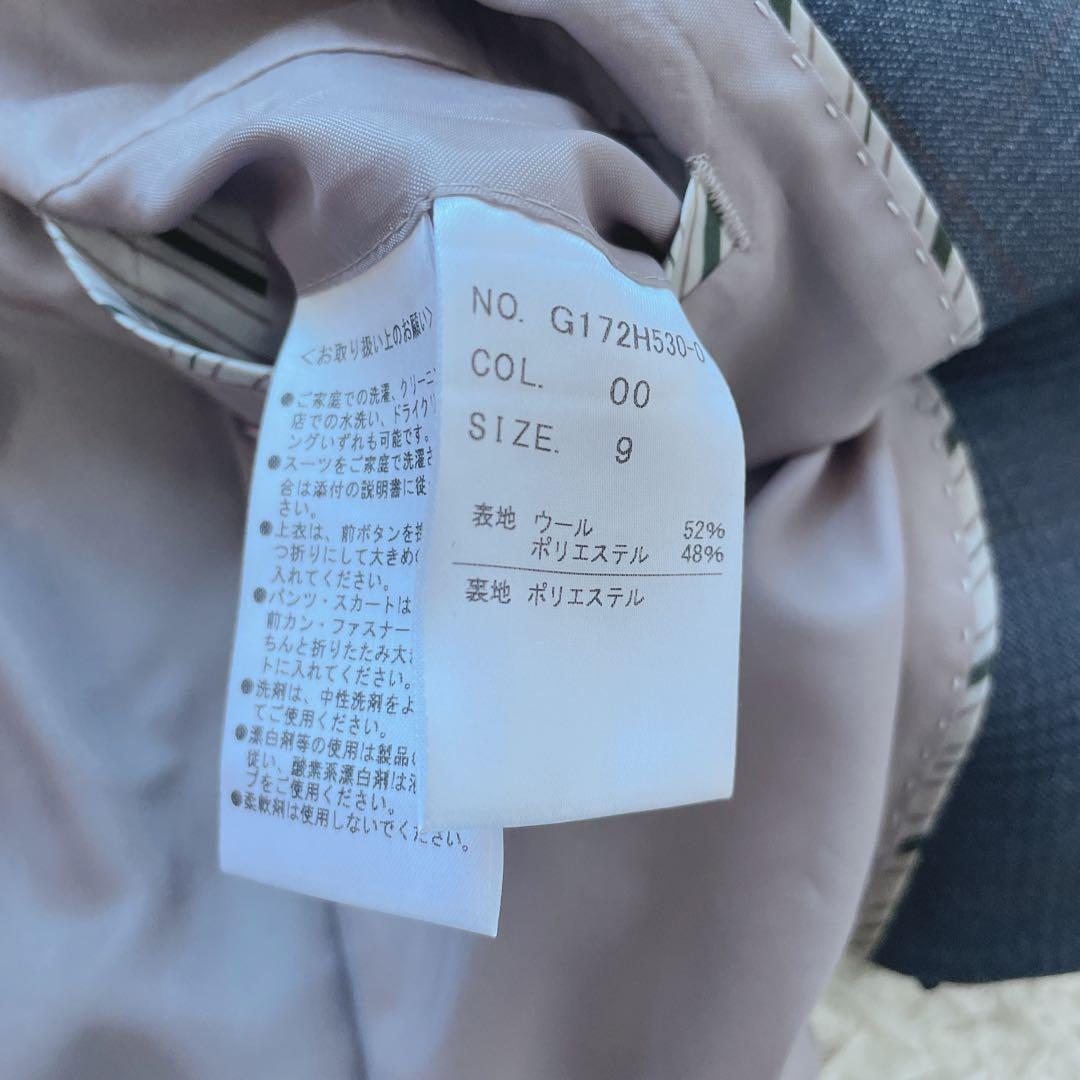 <お取り扱い上のお願い>
●ご家庭での洗濯、クリーニン
店での水洗い、ドライクリ
ングいずれも可能です。
●スーツをご家庭で洗濯さ
合は添付の説明書に従
さい。
●上衣は、前ボタンを
つ折りにして大きめ
入れてください。
●パンツ・スカートは
前カン・ファスナー
ちんと折りたたみ大
トに入れてください。
●洗剤は、中性洗剤をよ
てご使用ください。
●漂白剤等の使用は製品
従い、酸素系漂白剤は
プをご使用ください。
●柔軟剤は使用しないでください。
NO. G172H530-0
COL. 00
SIZE. 9
表地 ウール 52%
ポリエステル 48%
裏地 ポリエステル